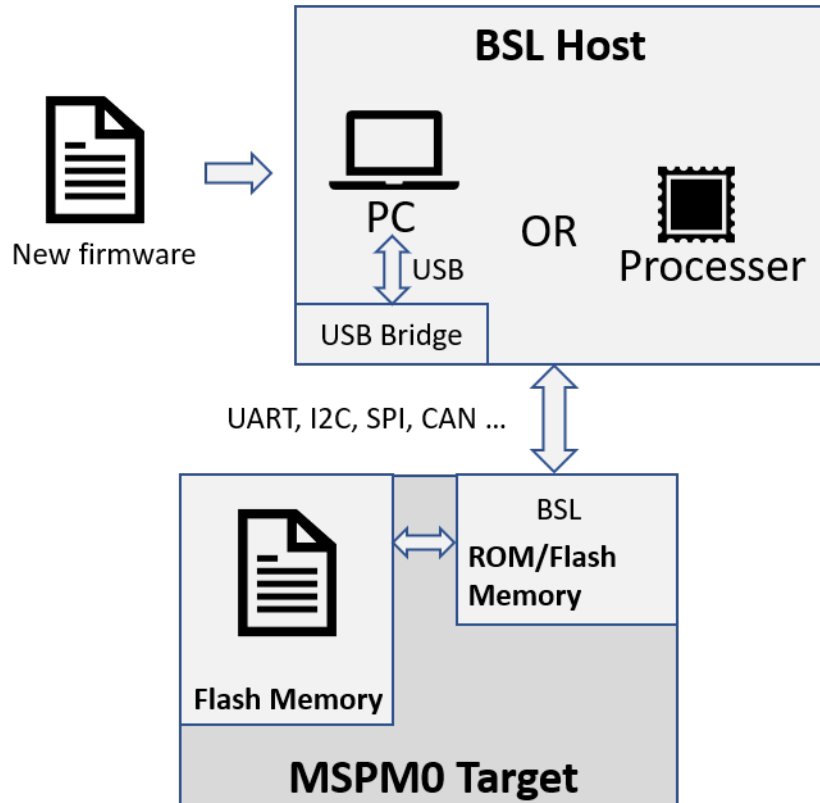 BSL Host
New firmware
PC
OR
Processer
USB
USB Bridge
UART, I2C, SPI, CAN ...
BSL
ROM/Flash
Memory
Flash Memory
MSPM0 Target